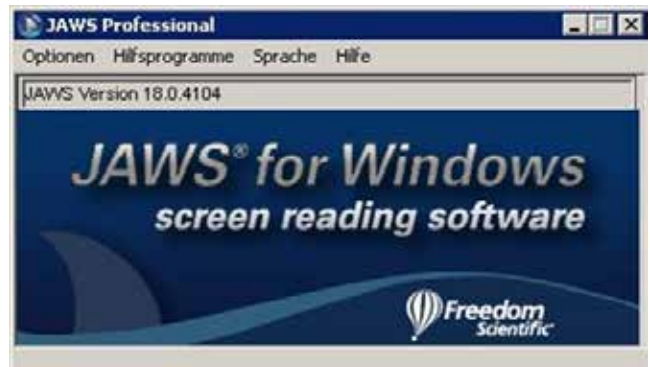 JAWS Professional
Optionen Hilfsprogramme Sprache Hilfe
JAWS Version 18.0.4104
JAWS® for Windows
screen reading software
Freedom
Scientific®